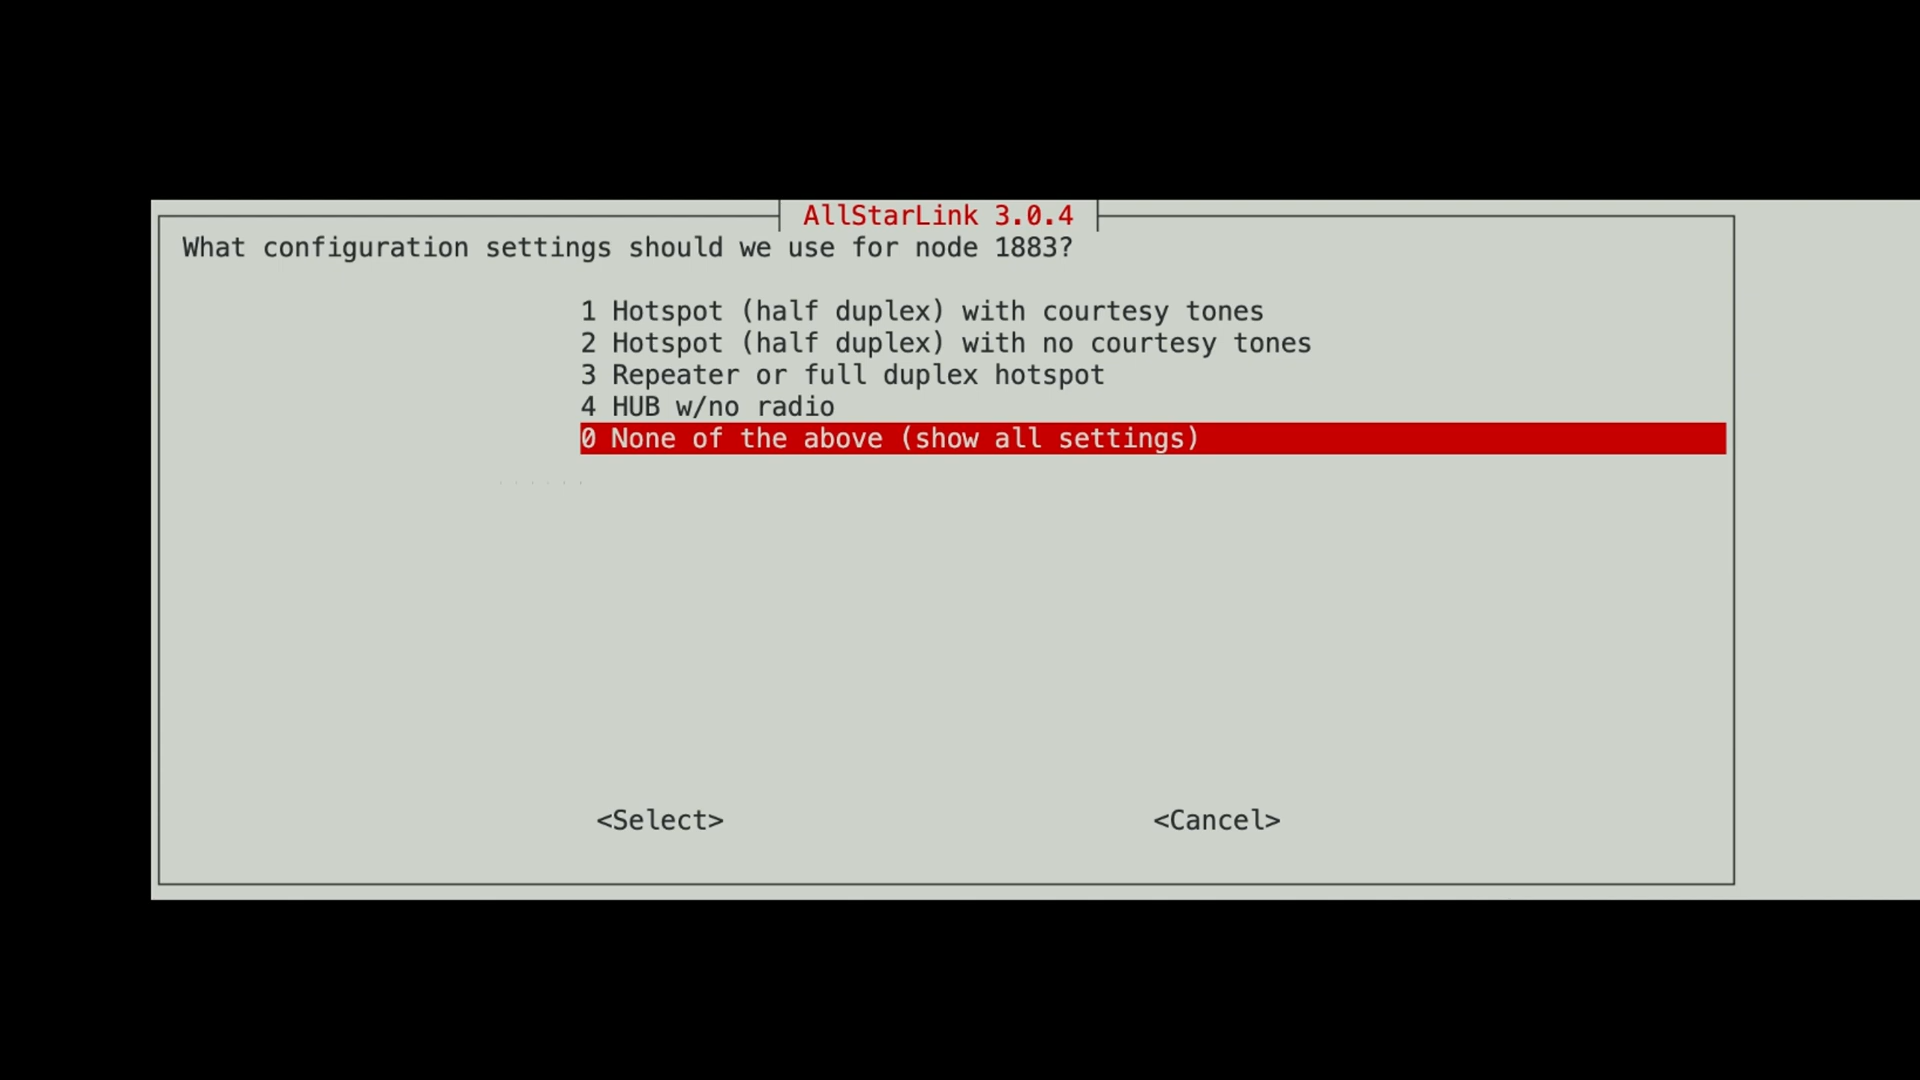 AllStarLink 3.0.4
What configuration settings should we use for node 1883?
1 Hotspot (half duplex) with courtesy tones
2 Hotspot (half duplex) with no courtesy tones
3 Repeater or full duplex hotspot
4 HUB w/no radio
0 None of the above (show all settings)
<Select> <Cancel>